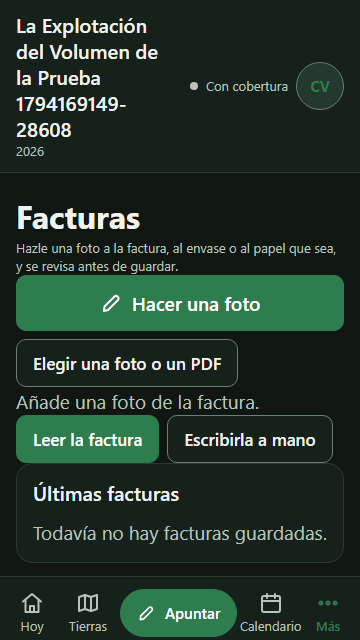 La Explotación
del Volumen de
la Prueba
1794169149-
28608
2026
Con cobertura
CV
Facturas
Hazle una foto a la factura, al envase o al papel que sea,
y se revisa antes de guardar.
Hacer una foto
Elegir una foto o un PDF
Añade una foto de la factura.
Leer la factura
Escribirla a mano
Últimas facturas
Todavía no hay facturas guardadas.
Hoy
Tierras
Apuntar
Calendario
Más